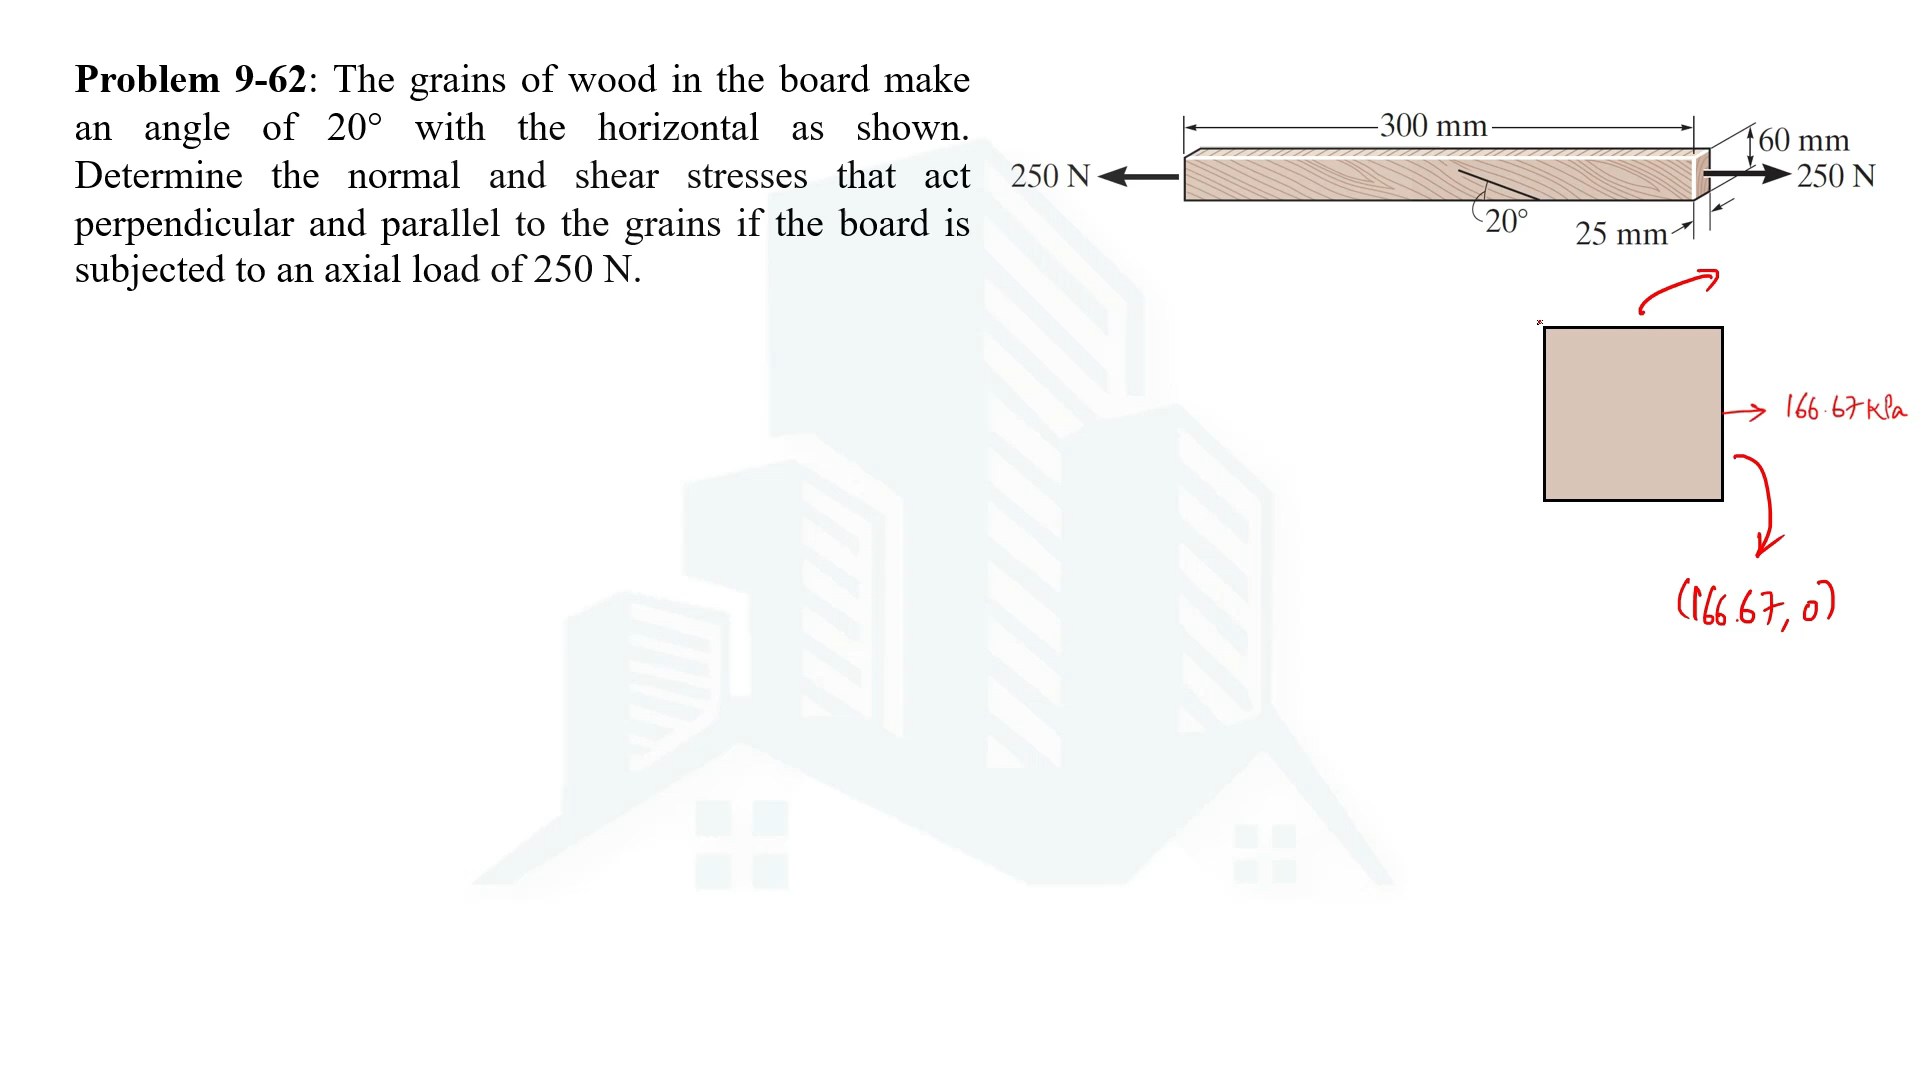 Problem 9-62: The grains of wood in the board make
an angle of 20° with the horizontal as shown.
Determine the normal and shear stresses that act
perpendicular and parallel to the grains if the board is
subjected to an axial load of 250 N.
300 mm
60 mm
250 N
250 N
20°
25 mm
166.67 kPa
(166.67, 0)